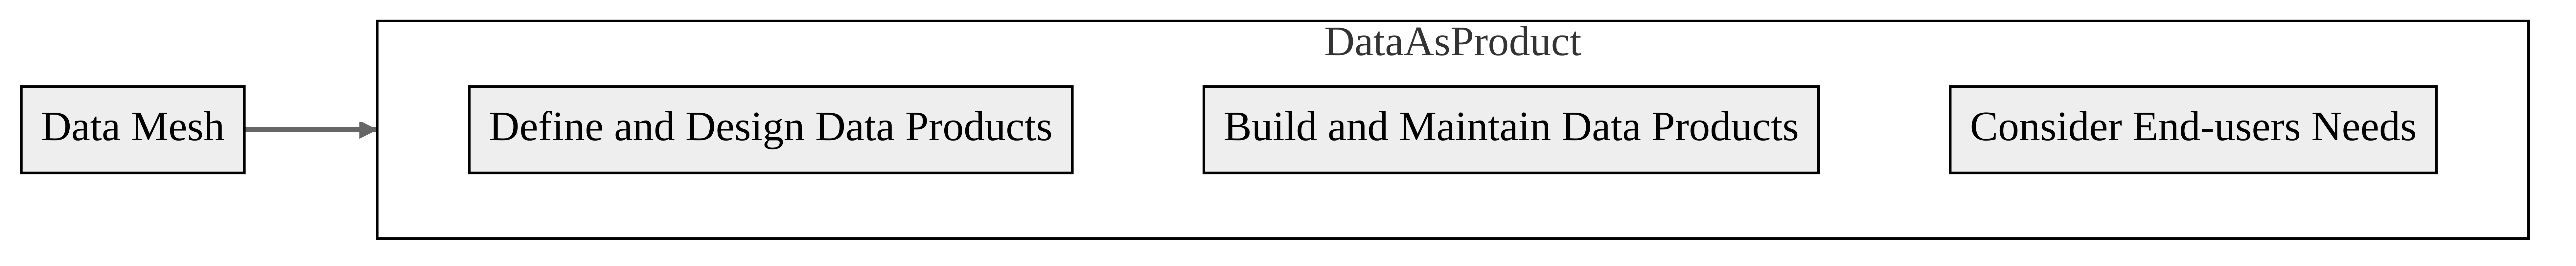 DataAsProduct
Data Mesh
Define and Design Data Products
Build and Maintain Data Products
Consider End-users Needs